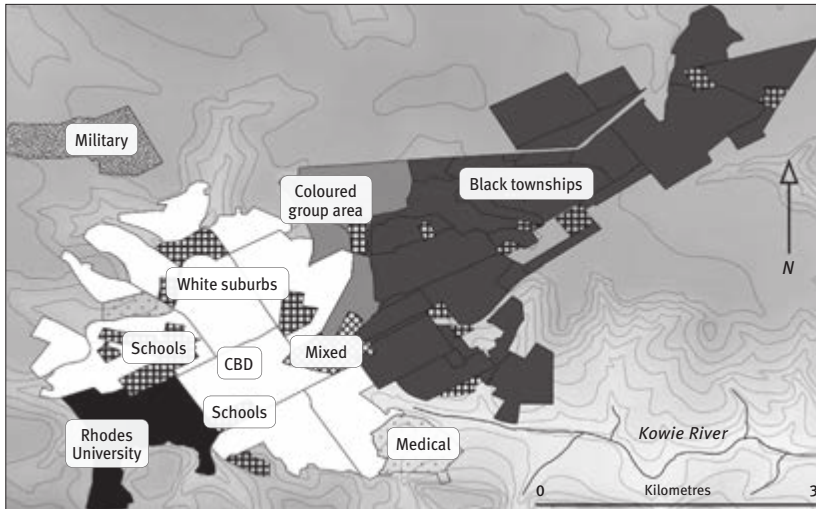 Military
Coloured
group area
Black townships
N
White suburbs
Schools
CBD
Mixed
Schools
Rhodes
University
Medical
Kowie River
0
Kilometres
3